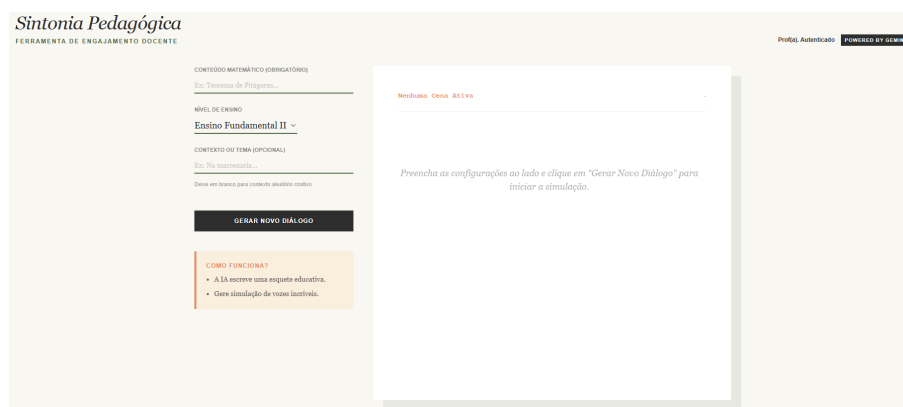 Sintonia Pedagógica
FERRAMENTA DE ENGAJAMENTO DOCENTE
Prof(a). Autenticado
POWERED BY GEMIN
CONTEÚDO MATEMÁTICO (OBRIGATÓRIO)
Ex: Teorema de Pitágoras...
NÍVEL DE ENSINO
Ensino Fundamental II
CONTEXTO OU TEMA (OPCIONAL)
Ex: Na marcenaria...
Deixe em branco para contexto aleatório criativo.
GERAR NOVO DIÁLOGO
COMO FUNCIONA?
• A IA escreve uma esquete educativa.
• Gere simulação de vozes incríveis.
Nenhuma Cena Ativa
-
Preencha as configurações ao lado e clique em "Gerar Novo Diálogo" para
iniciar a simulação.